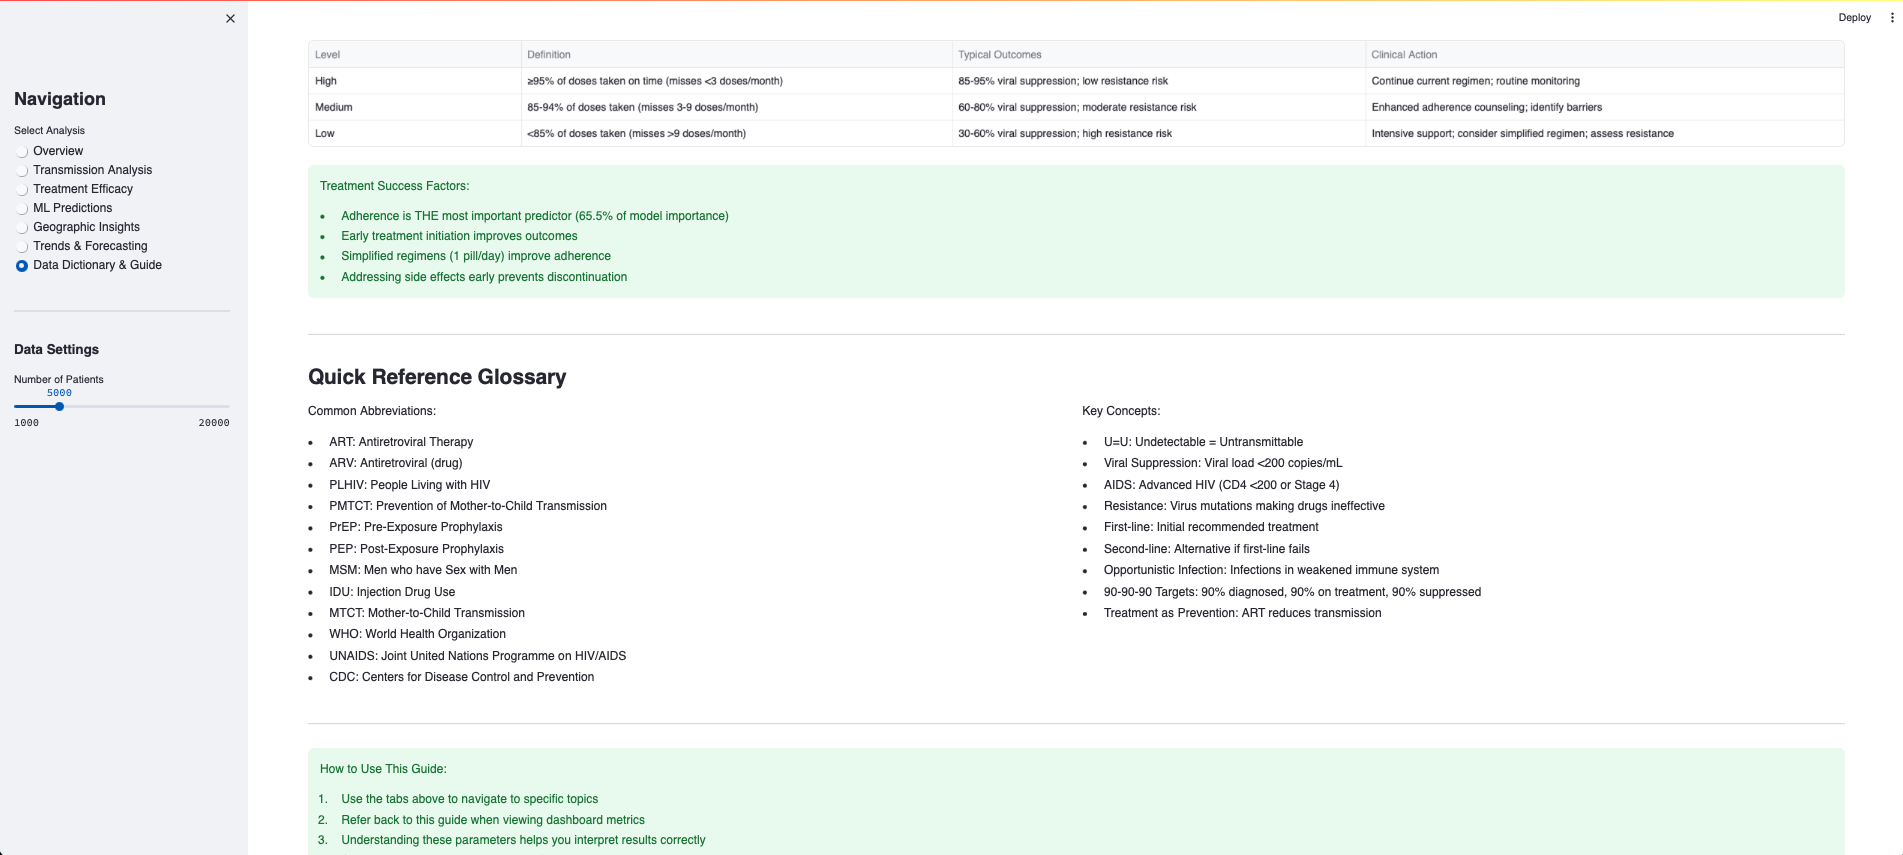 ×
Deploy
Navigation
Select Analysis
Overview
Transmission Analysis
Treatment Efficacy
ML Predictions
Geographic Insights
Trends & Forecasting
Data Dictionary & Guide
Data Settings
Number of Patients
5000
1000 20000
Level Definition Typical Outcomes Clinical Action
High ≥95% of doses taken on time (misses <3 doses/month) 85-95% viral suppression; low resistance risk Continue current regimen; routine monitoring
Medium 85-94% of doses taken (misses 3-9 doses/month) 60-80% viral suppression; moderate resistance risk Enhanced adherence counseling; identify barriers
Low <85% of doses taken (misses >9 doses/month) 30-60% viral suppression; high resistance risk Intensive support; consider simplified regimen; assess resistance
Treatment Success Factors:
• Adherence is THE most important predictor (65.5% of model importance)
• Early treatment initiation improves outcomes
• Simplified regimens (1 pill/day) improve adherence
• Addressing side effects early prevents discontinuation
Quick Reference Glossary
Common Abbreviations:
• ART: Antiretroviral Therapy
• ARV: Antiretroviral (drug)
• PLHIV: People Living with HIV
• PMTCT: Prevention of Mother-to-Child Transmission
• PrEP: Pre-Exposure Prophylaxis
• PEP: Post-Exposure Prophylaxis
• MSM: Men who have Sex with Men
• IDU: Injection Drug Use
• MTCT: Mother-to-Child Transmission
• WHO: World Health Organization
• UNAIDS: Joint United Nations Programme on HIV/AIDS
• CDC: Centers for Disease Control and Prevention
Key Concepts:
• U=U: Undetectable = Untransmittable
• Viral Suppression: Viral load <200 copies/mL
• AIDS: Advanced HIV (CD4 <200 or Stage 4)
• Resistance: Virus mutations making drugs ineffective
• First-line: Initial recommended treatment
• Second-line: Alternative if first-line fails
• Opportunistic Infection: Infections in weakened immune system
• 90-90-90 Targets: 90% diagnosed, 90% on treatment, 90% suppressed
• Treatment as Prevention: ART reduces transmission
How to Use This Guide:
1. Use the tabs above to navigate to specific topics
2. Refer back to this guide when viewing dashboard metrics
3. Understanding these parameters helps you interpret results correctly